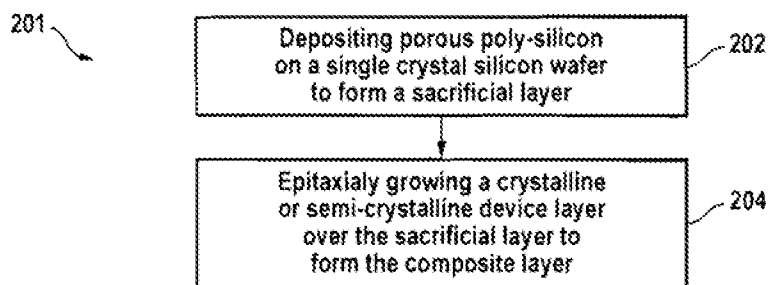 201
Depositing porous poly-silicon
on a single crystal silicon wafer
to form a sacrificial layer
202
Epitaxialy growing a crystalline
or semi-crystalline device layer
over the sacrificial layer to
form the composite layer
204